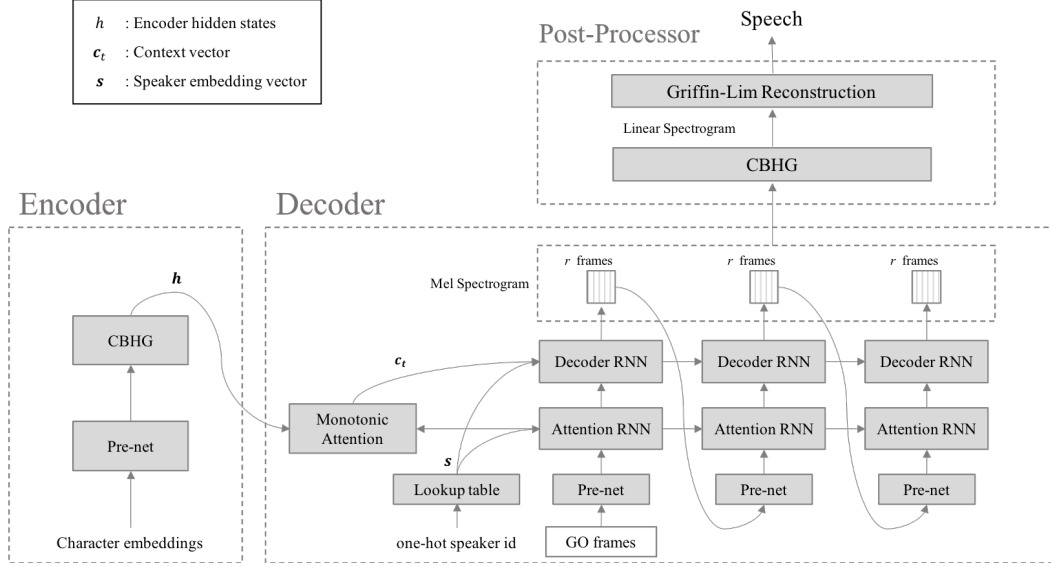 h : Encoder hidden states
c_t : Context vector
s : Speaker embedding vector
Speech
Post-Processor
Griffin-Lim Reconstruction
Linear Spectrogram
CBHG
Encoder
Decoder
h
CBHG
Pre-net
Character embeddings
r frames
r frames
r frames
Mel Spectrogram
c_t
Decoder RNN
Decoder RNN
Decoder RNN
Monotonic
Attention
Attention RNN
Attention RNN
Attention RNN
s
Lookup table
Pre-net
Pre-net
Pre-net
one-hot speaker id
GO frames